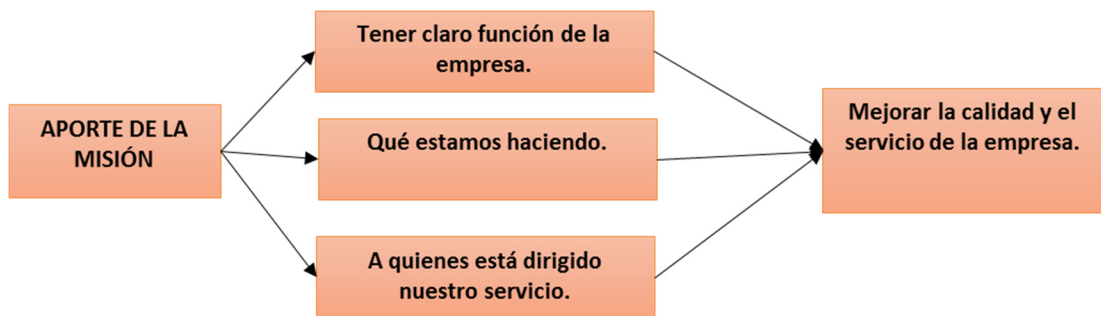 APORTE DE LA
MISIÓN
Tener claro función de la
empresa.
Qué estamos haciendo.
A quienes está dirigido
nuestro servicio.
Mejorar la calidad y el
servicio de la empresa.